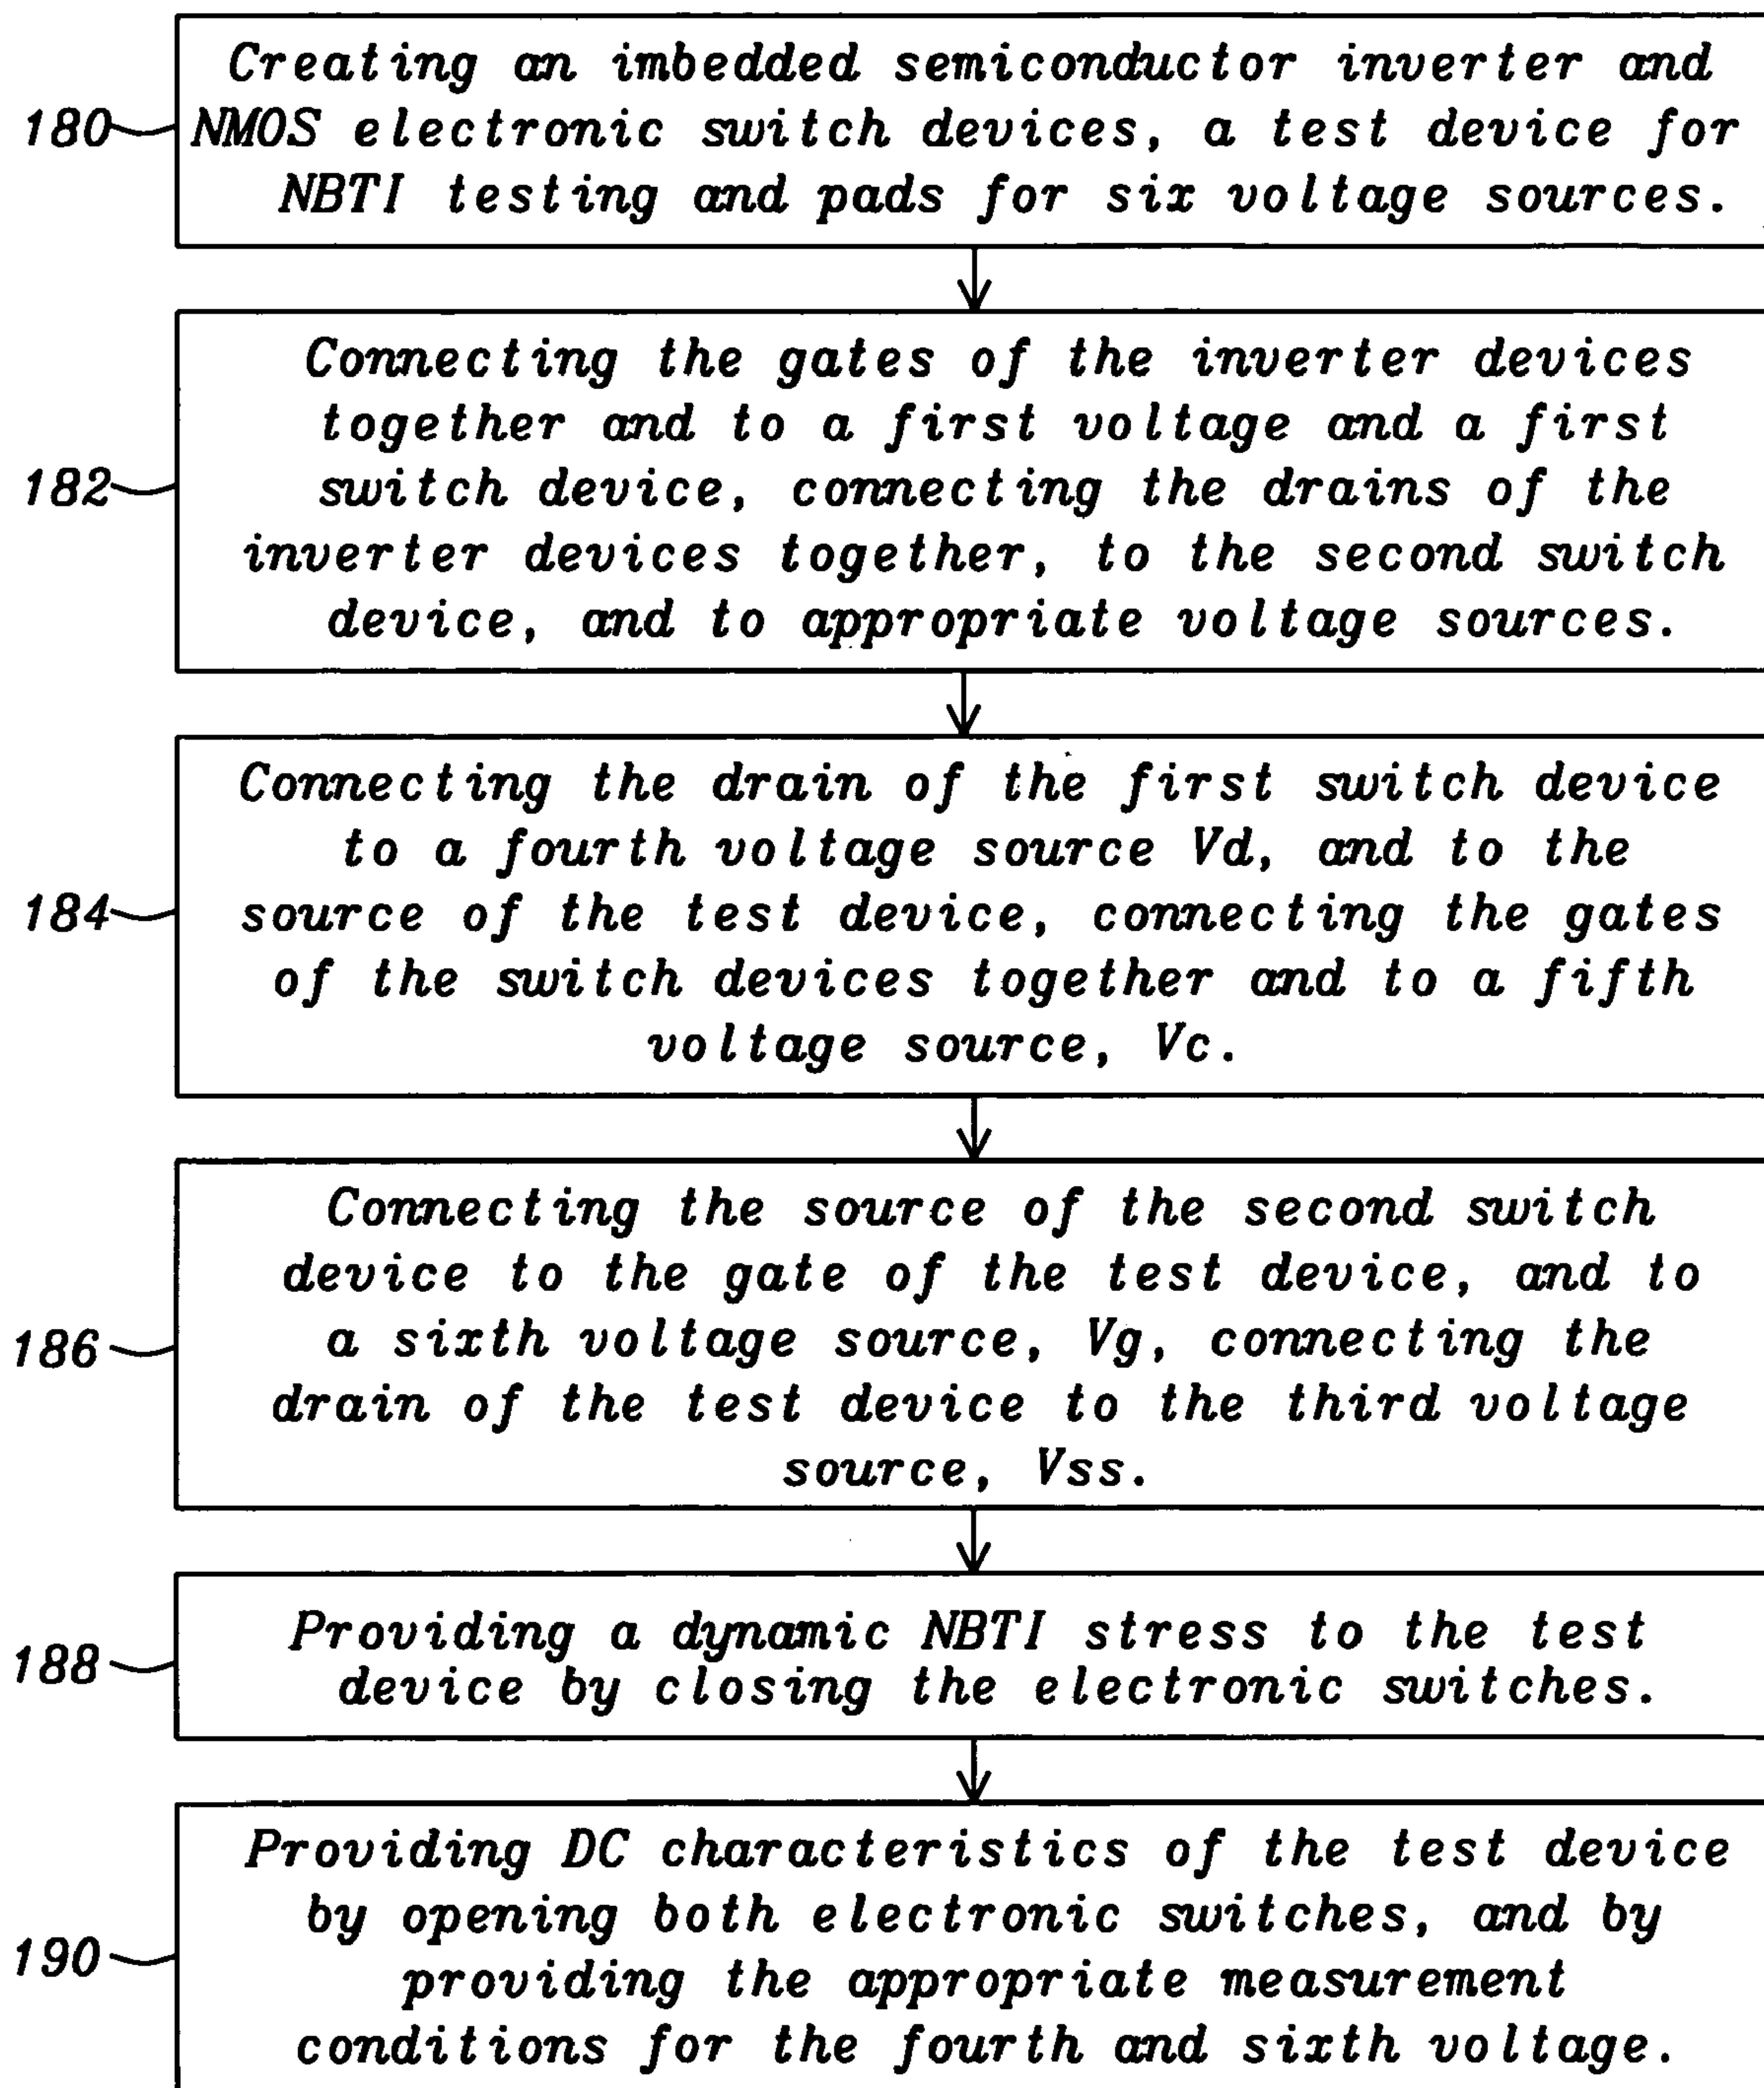 Creating an imbedded semiconductor inverter and
180 NMOS electronic switch devices, a test device for
NBTI testing and pads for six voltage sources.
Connecting the gates of the inverter devices
together and to a first voltage and a first
182 switch device, connecting the drains of the
inverter devices together, to the second switch
device, and to appropriate voltage sources.
Connecting the drain of the first switch device
to a fourth voltage source Vd, and to the
184 source of the test device, connecting the gates
of the switch devices together and to a fifth
voltage source, Vc.
Connecting the source of the second switch
device to the gate of the test device, and to
186 a sixth voltage source, Vg, connecting the
drain of the test device to the third voltage
source, Vss.
Providing a dynamic NBTI stress to the test
188 device by closing the electronic switches.
Providing DC characteristics of the test device
by opening both electronic switches, and by
190 providing the appropriate measurement
conditions for the fourth and sixth voltage.